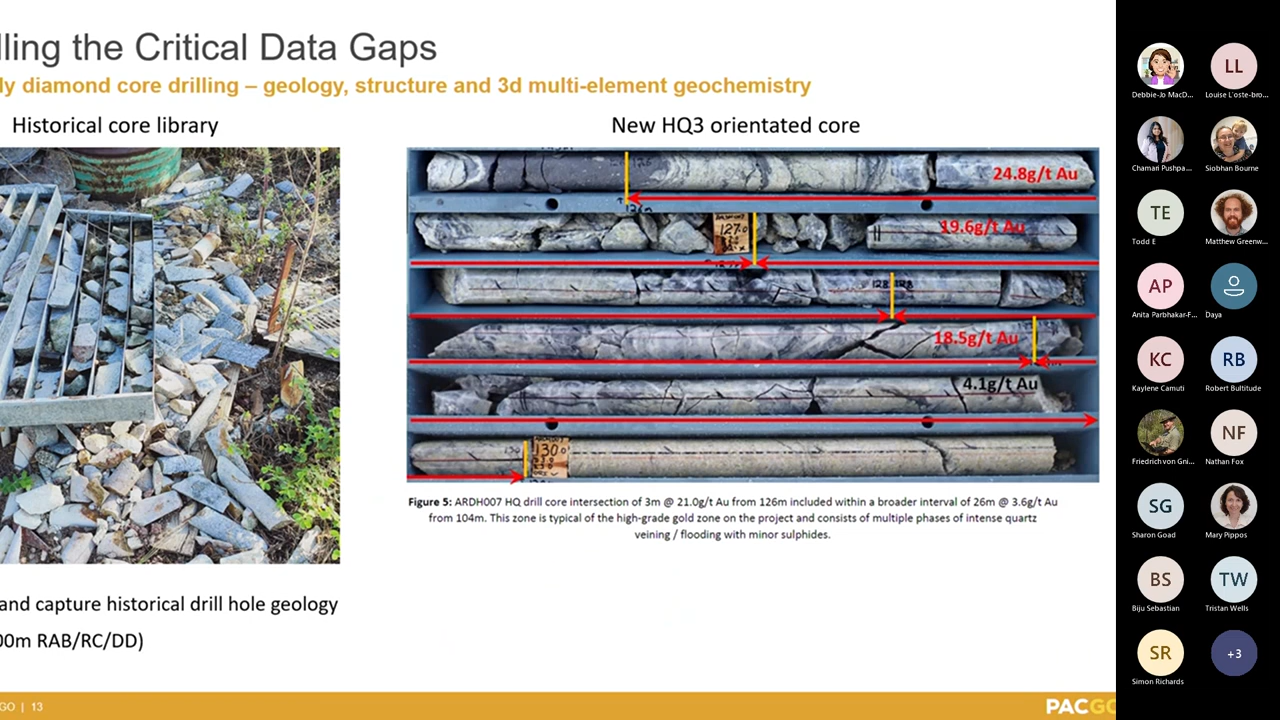 lling the Critical Data Gaps
ly diamond core drilling – geology, structure and 3d multi-element geochemistry
Historical core library
New HQ3 orientated core
24.8g/t Au
19.6g/t Au
127.0
18.5g/t Au
4.1g/t Au
130
Figure 5: ARDH007 HQ drill core intersection of 3m @ 21.0g/t Au from 126m included within a broader interval of 26m @ 3.6g/t Au
from 104m. This zone is typical of the high-grade gold zone on the project and consists of multiple phases of intense quartz
veining / flooding with minor sulphides.
and capture historical drill hole geology
00m RAB/RC/DD)
GO | 13
PACGO
Debbie-Jo MacD...
LL
Louise L'oste-bro...
Chamari Pushpa...
Siobhan Bourne
TE
Todd E
Matthew Greenw...
AP
Anita Parbhakar-F...
Daya
KC
Kaylene Camuti
RB
Robert Bultitude
Friedrich von Gni...
NF
Nathan Fox
SG
Sharon Goad
Mary Pippos
BS
Biju Sebastian
TW
Tristan Wells
SR
Simon Richards
+3